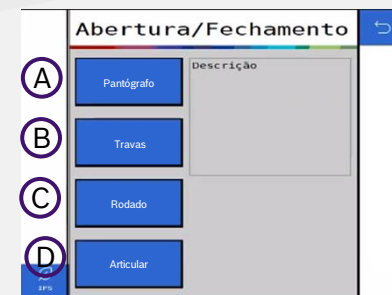 Abertura/Fechamento
A
Pantógrafo
Descrição
B
Travas
C
Rodado
D
Articular
IPS